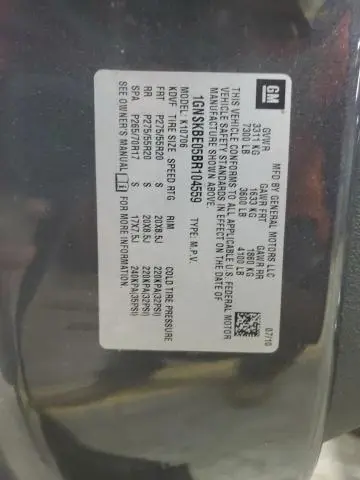 GM
MFD BY GENERAL MOTORS LLC
07/10
GVWR GAWR FRT GAWR RR
3311 KG 1633 KG 1860 KG
7300 LB 3600 LB 4100 LB
THIS VEHICLE CONFORMS TO ALL APPLICABLE U.S. FEDERAL MOTOR
VEHICLE SAFETY STANDARDS IN EFFECT ON THE DATE OF
MANUFACTURE SHOWN ABOVE.
1GNSKBE05BR104559 TYPE: M.P.V.
MODEL: K10706
KDVF TIRE SIZE SPEED RTG RIM COLD TIRE PRESSURE
FRT P275/55R20 S 20X8.5J 220KPA(32PSI)
RR P275/55R20 S 20X8.5J 220KPA(32PSI)
SPA P265/70R17 S 17X7.5J 240KPA(35PSI)
SEE OWNER'S MANUAL FOR MORE INFORMATION.